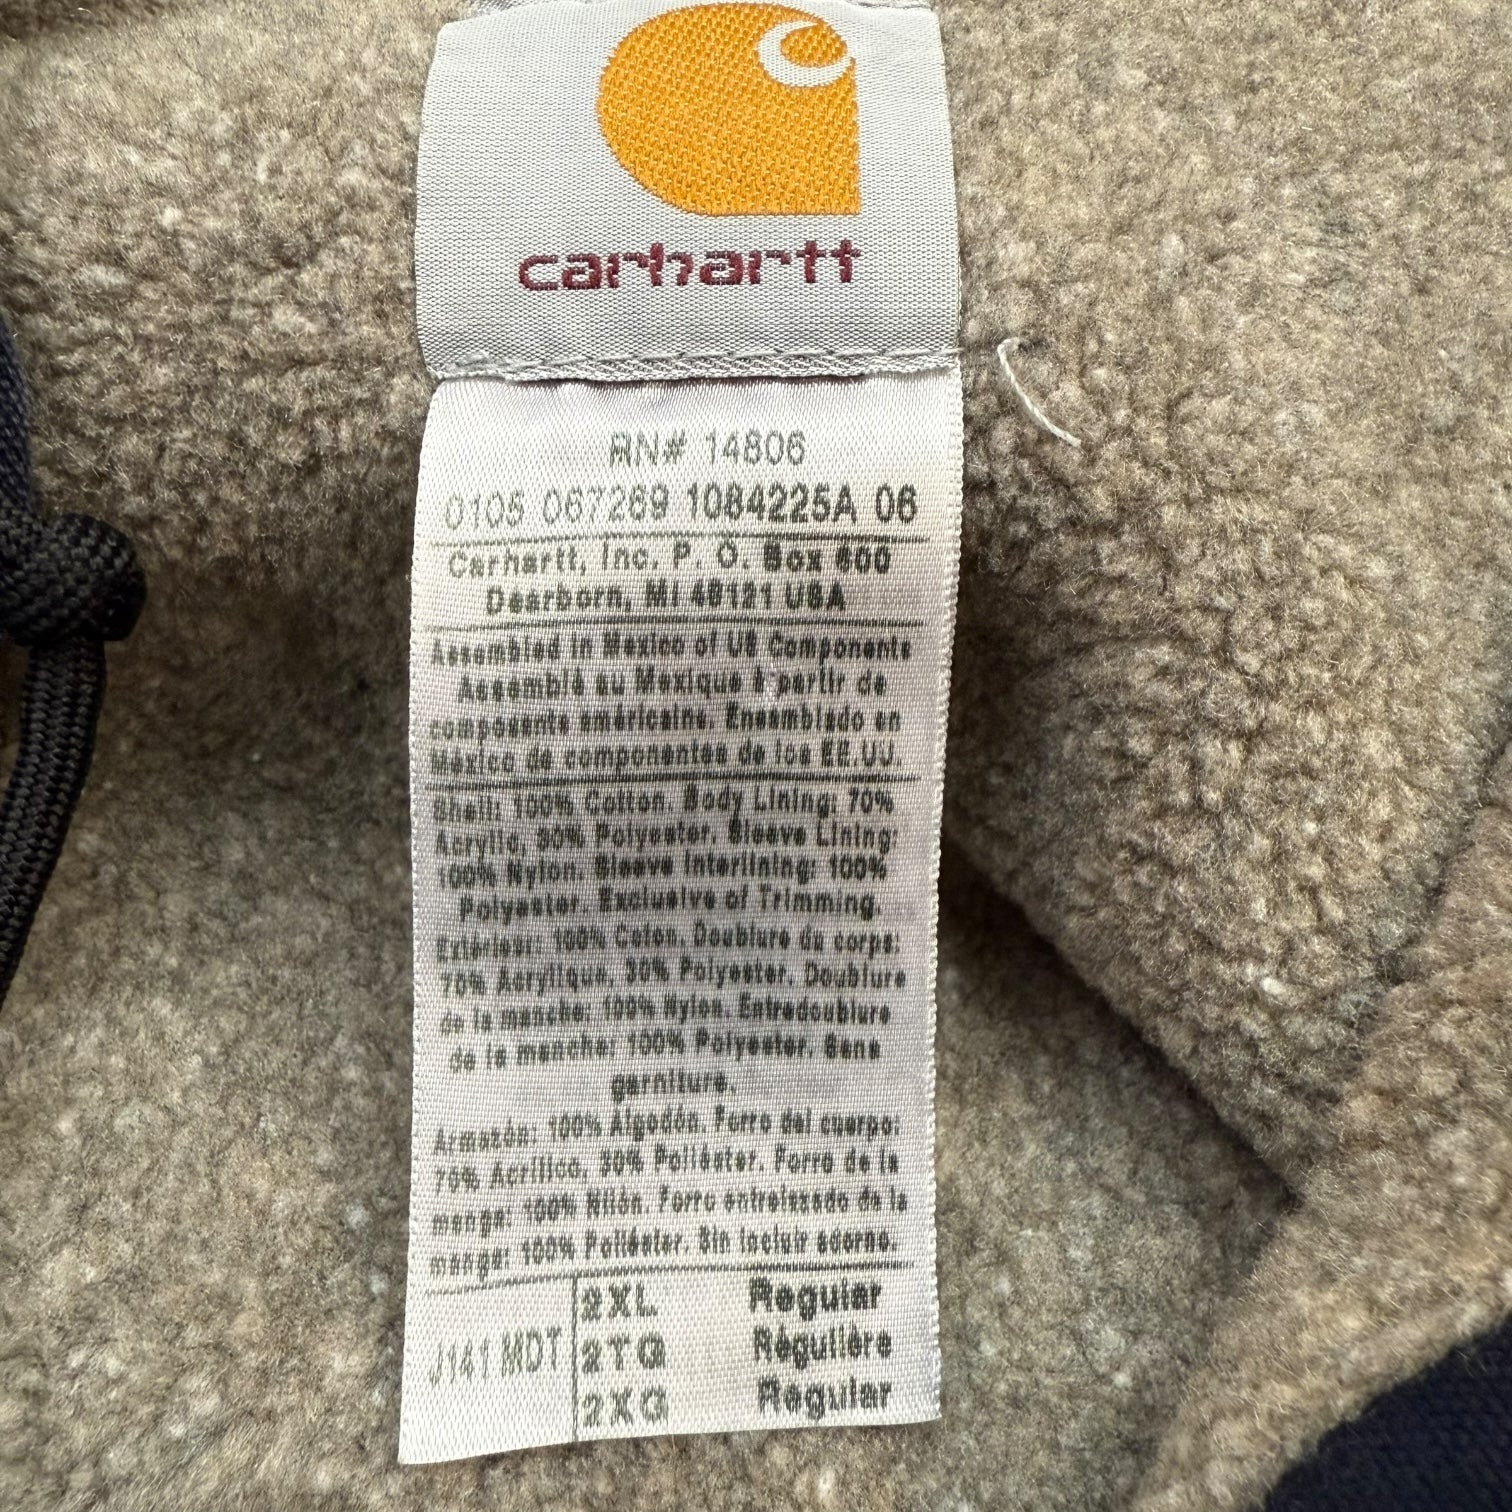 carhartt
RN# 14806
0105 067269 1084225A 06
Carhartt, Inc. P. O. Box 600
Dearborn, MI 48121 USA
Assembled in Mexico of US Components
Assemblé au Mexique à partir de
composants américains. Ensamblado en
Mexico de componentes de los EE.UU.
Shell: 100% Cotton. Body Lining: 70%
Acrylic, 30% Polyester. Sleeve Lining:
100% Nylon. Sleeve Interlining: 100%
Polyester. Exclusive of Trimming.
Extérieur: 100% Coton. Doublure du corps:
70% Acrylique, 30% Polyester. Doublure
de la manche: 100% Nylon. Entredoublure
de la manche: 100% Polyester. Sans
garniture.
Armazón: 100% Algodón. Forro del cuerpo:
70% Acrílico, 30% Poliéster. Forro de la
manga: 100% Nilón. Forro entrelazado de la
manga: 100% Poliéster. Sin incluir adorno.
2XL Regular
J141 MDT 2TG Régulière
2XG Regular